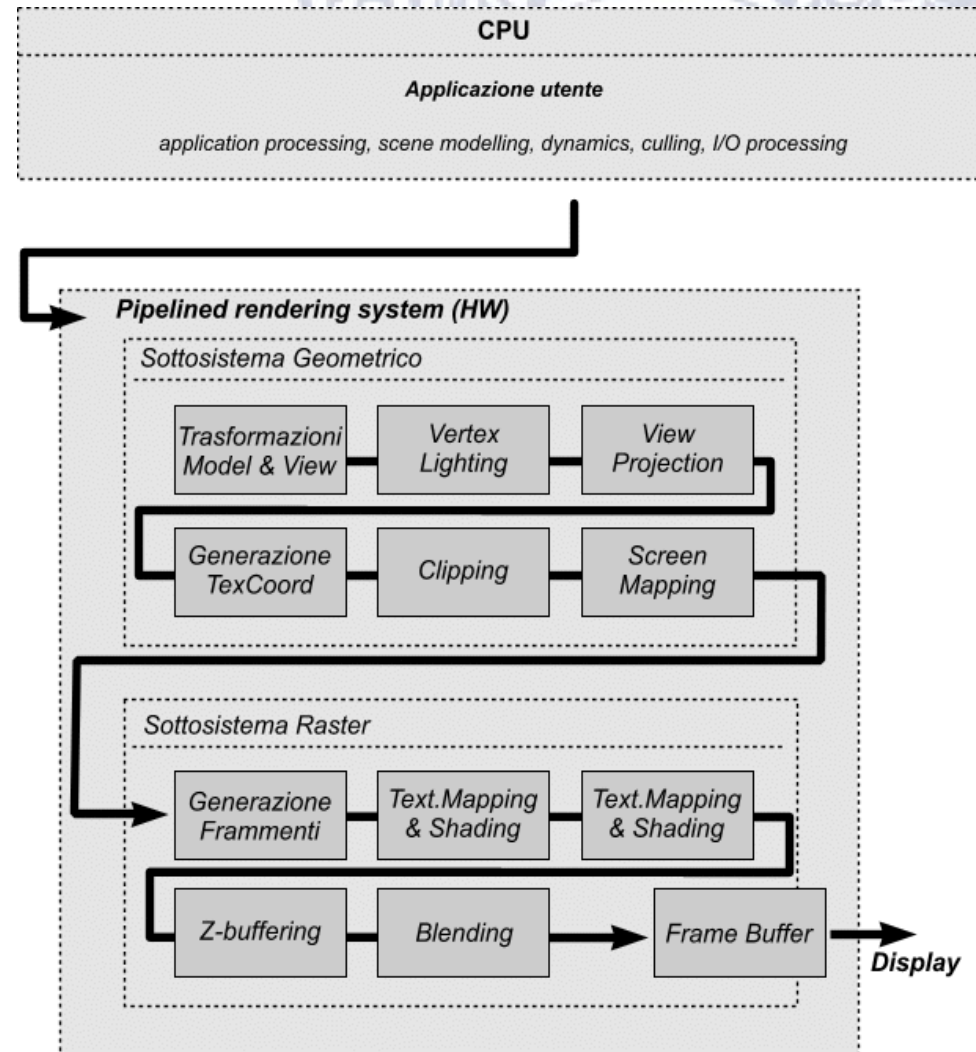 CPU
Applicazione utente
application processing, scene modelling, dynamics, culling, I/O processing
Pipelined rendering system (HW)
Sottosistema Geometrico
Trasformazioni
Model & View
Vertex
Lighting
View
Projection
Generazione
TexCoord
Clipping
Screen
Mapping
Sottosistema Raster
Generazione
Frammenti
Text.Mapping
& Shading
Text.Mapping
& Shading
Z-buffering
Blending
Frame Buffer
Display